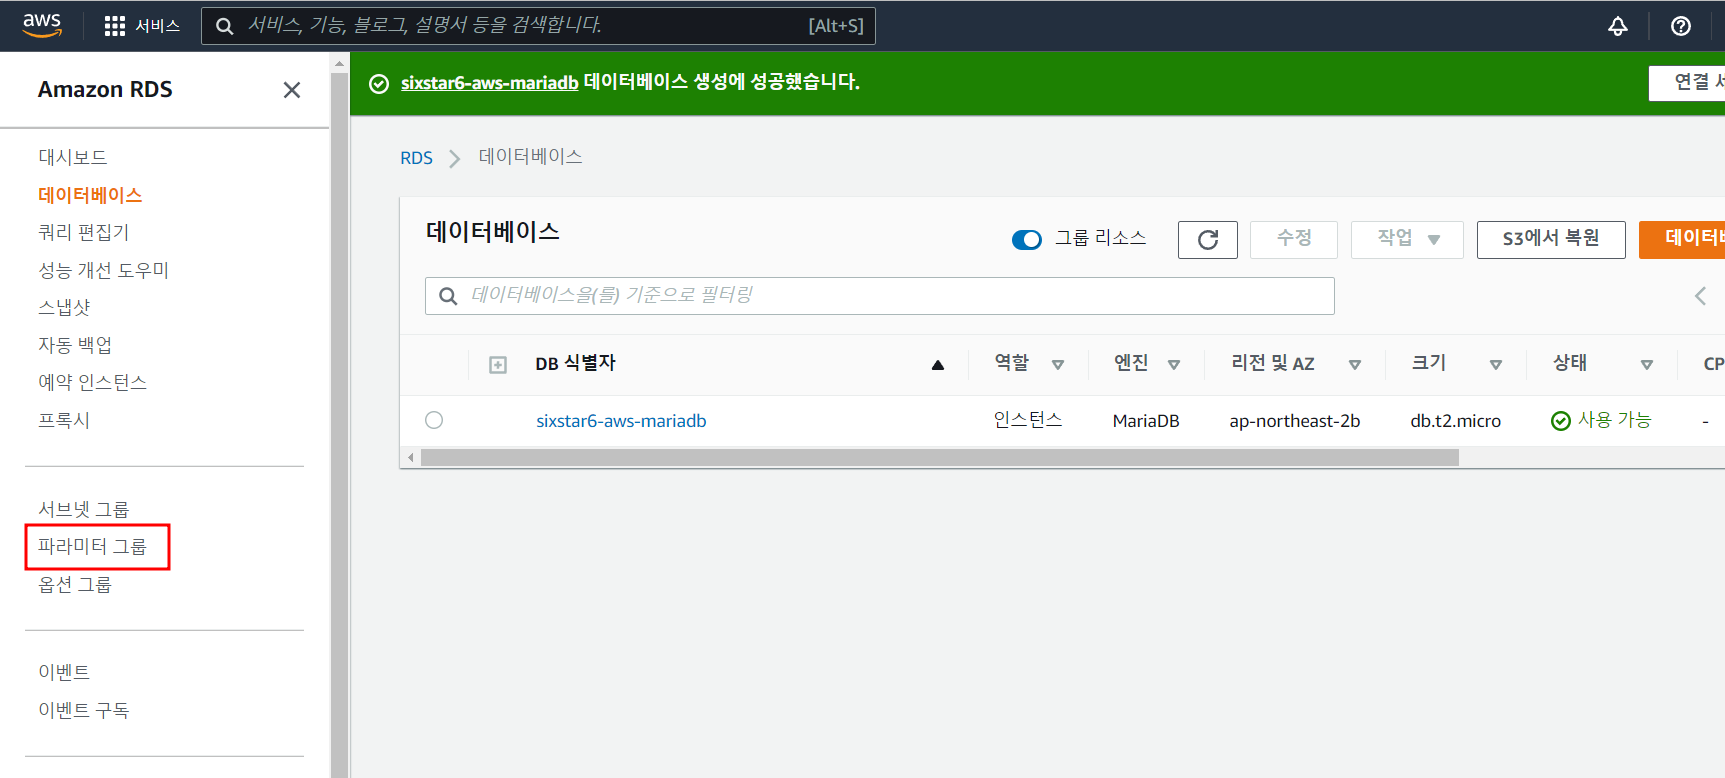 aws 서비스 서비스, 기능, 블로그, 설명서 등을 검색합니다. [Alt+S]
Amazon RDS
대시보드
데이터베이스
쿼리 편집기
성능 개선 도우미
스냅샷
자동 백업
예약 인스턴스
프록시
서브넷 그룹
파라미터 그룹
옵션 그룹
이벤트
이벤트 구독
sixstar6-aws-mariadb 데이터베이스 생성에 성공했습니다.
연결
RDS 데이터베이스
데이터베이스 그룹 리소스 수정 작업 S3에서 복원
데이터베이스을(를) 기준으로 필터링
DB 식별자 역할 엔진 리전 및 AZ 크기 상태 CP
sixstar6-aws-mariadb 인스턴스 MariaDB ap-northeast-2b db.t2.micro 사용 가능 -